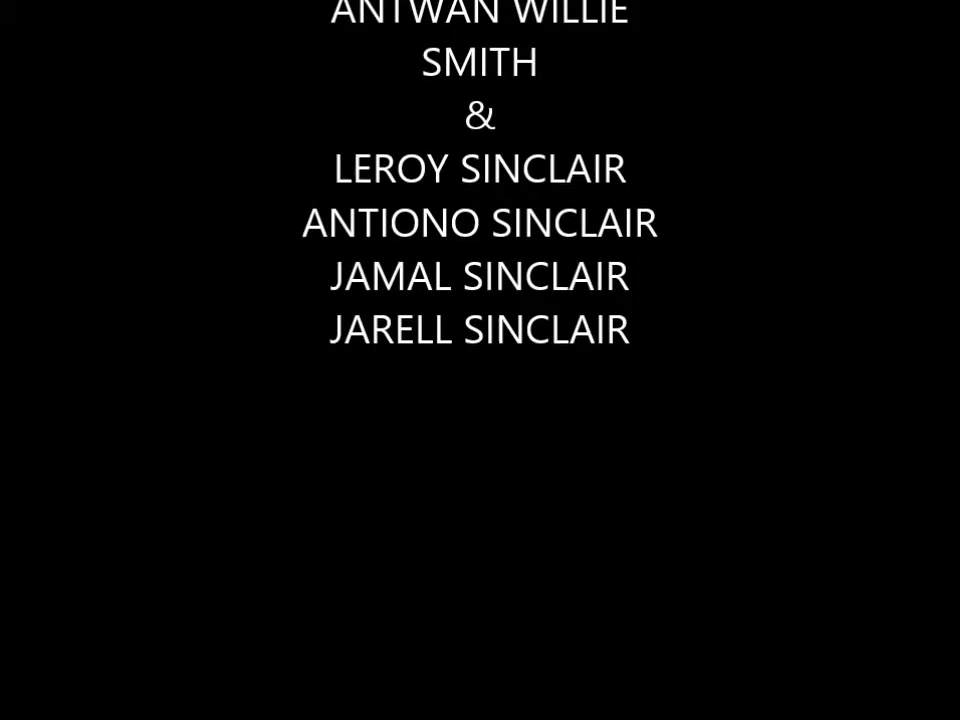 ANTWAN WILLIE
SMITH
&
LEROY SINCLAIR
ANTIONO SINCLAIR
JAMAL SINCLAIR
JARELL SINCLAIR